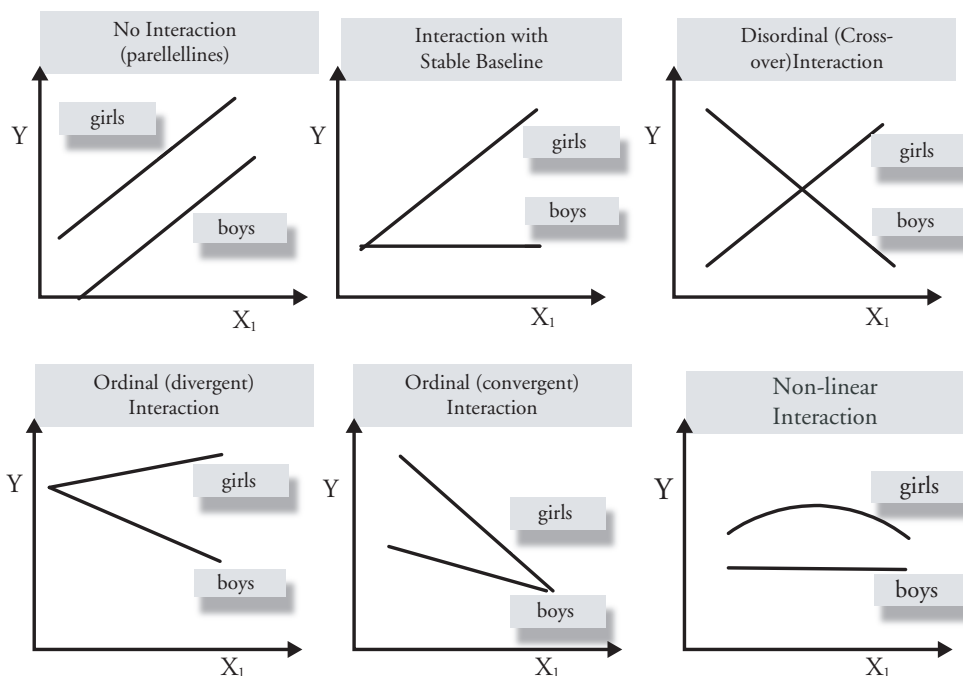 No Interaction
(parellellines)
Y
girls
boys
X₁
Interaction with
Stable Baseline
Y
girls
boys
X₁
Disordinal (Cross-
over)Interaction
Y
girls
boys
X₁
Ordinal (divergent)
Interaction
Y
girls
boys
X₁
Ordinal (convergent)
Interaction
Y
girls
boys
X₁
Non-linear
Interaction
Y
girls
boys
X₁